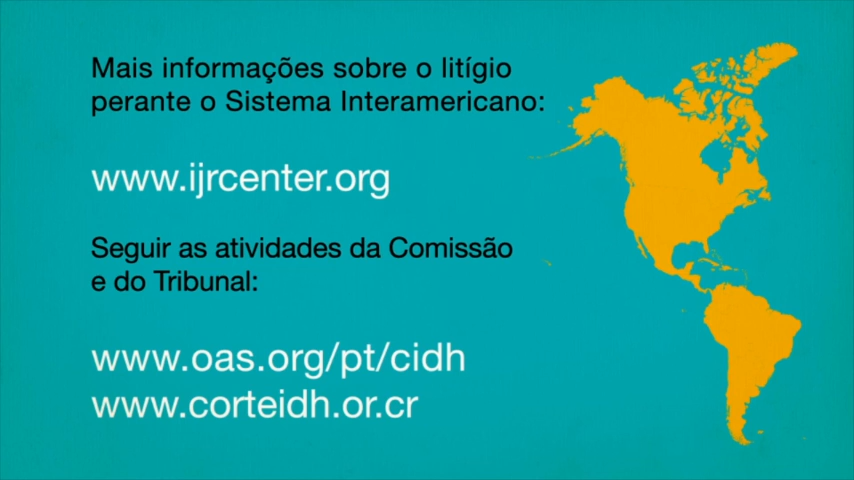 Mais informações sobre o litígio
perante o Sistema Interamericano:
www.ijrcenter.org
Seguir as atividades da Comissão
e do Tribunal:
www.oas.org/pt/cidh
www.corteidh.or.cr